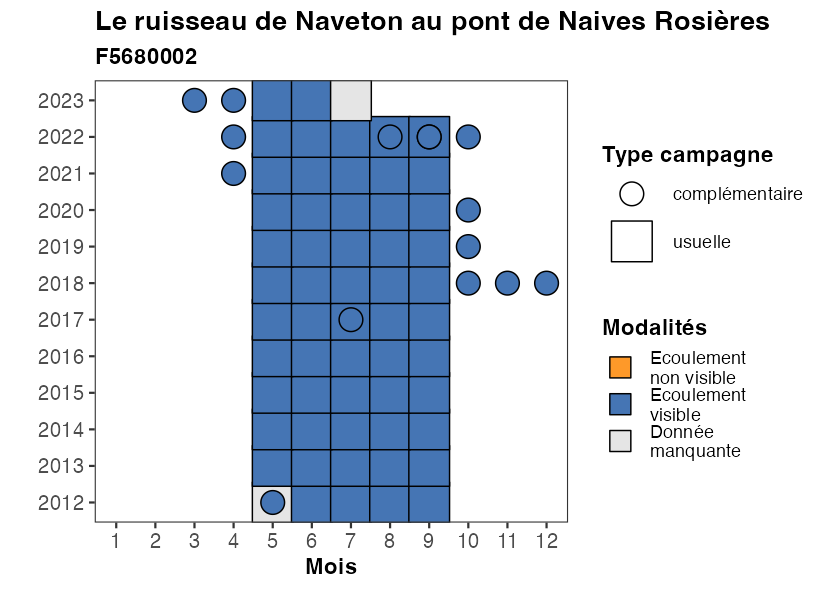 Le ruisseau de Naveton au pont de Naives Rosières
F5680002
2023
2022
2021
2020
2019
2018
2017
2016
2015
2014
2013
2012
1 2 3 4 5 6 7 8 9 10 11 12
Mois
Type campagne
complémentaire
usuelle
Modalités
Ecoulement
non visible
Ecoulement
visible
Donnée
manquante